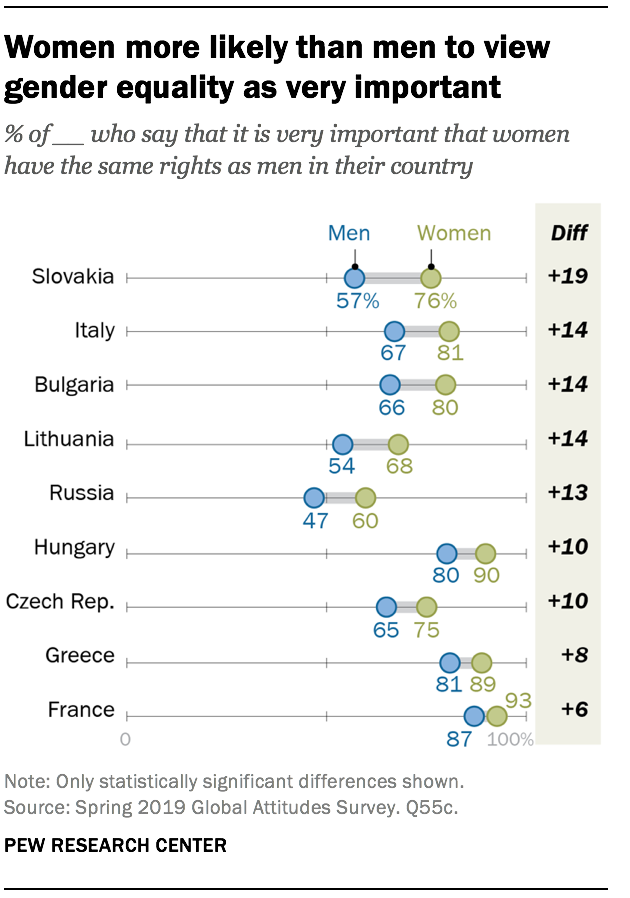 Women more likely than men to view
gender equality as very important
% of __ who say that it is very important that women
have the same rights as men in their country
Men Women Diff
Slovakia 57% 76% +19
Italy 67 81 +14
Bulgaria 66 80 +14
Lithuania 54 68 +14
Russia 47 60 +13
Hungary 80 90 +10
Czech Rep. 65 75 +10
Greece 81 89 +8
France 87 93 +6
0 100%
Note: Only statistically significant differences shown.
Source: Spring 2019 Global Attitudes Survey. Q55c.
PEW RESEARCH CENTER